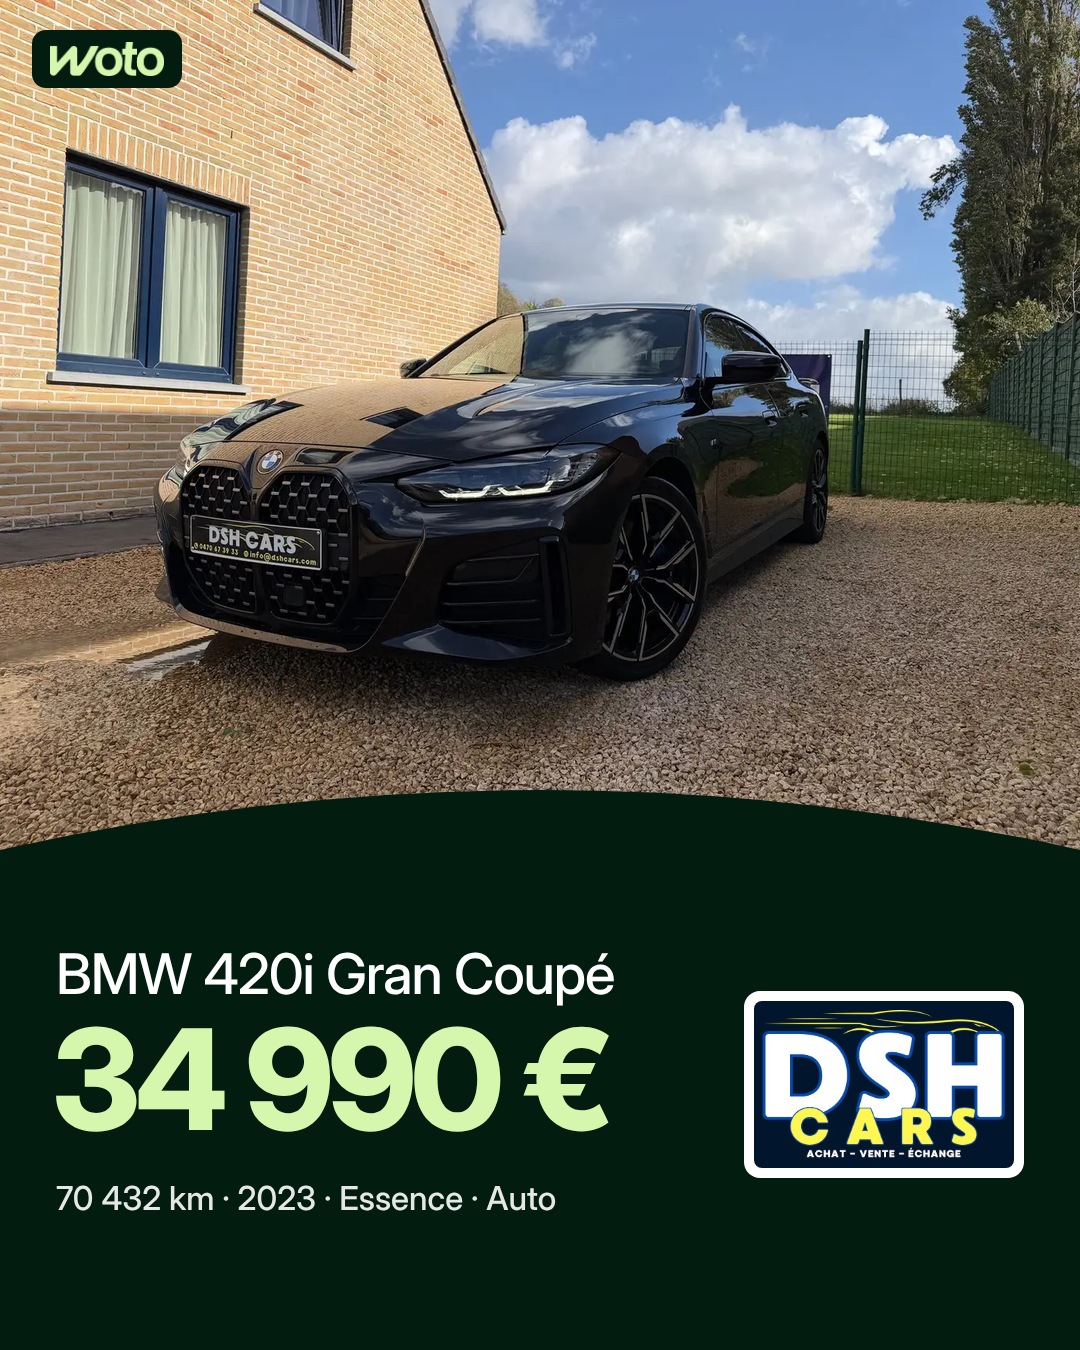 woto
DSH CARS
0470 67 39 33 info@dshcars.com
BMW 420i Gran Coupé
34 990 €
70 432 km · 2023 · Essence · Auto
DSH
CARS
ACHAT - VENTE - ÉCHANGE